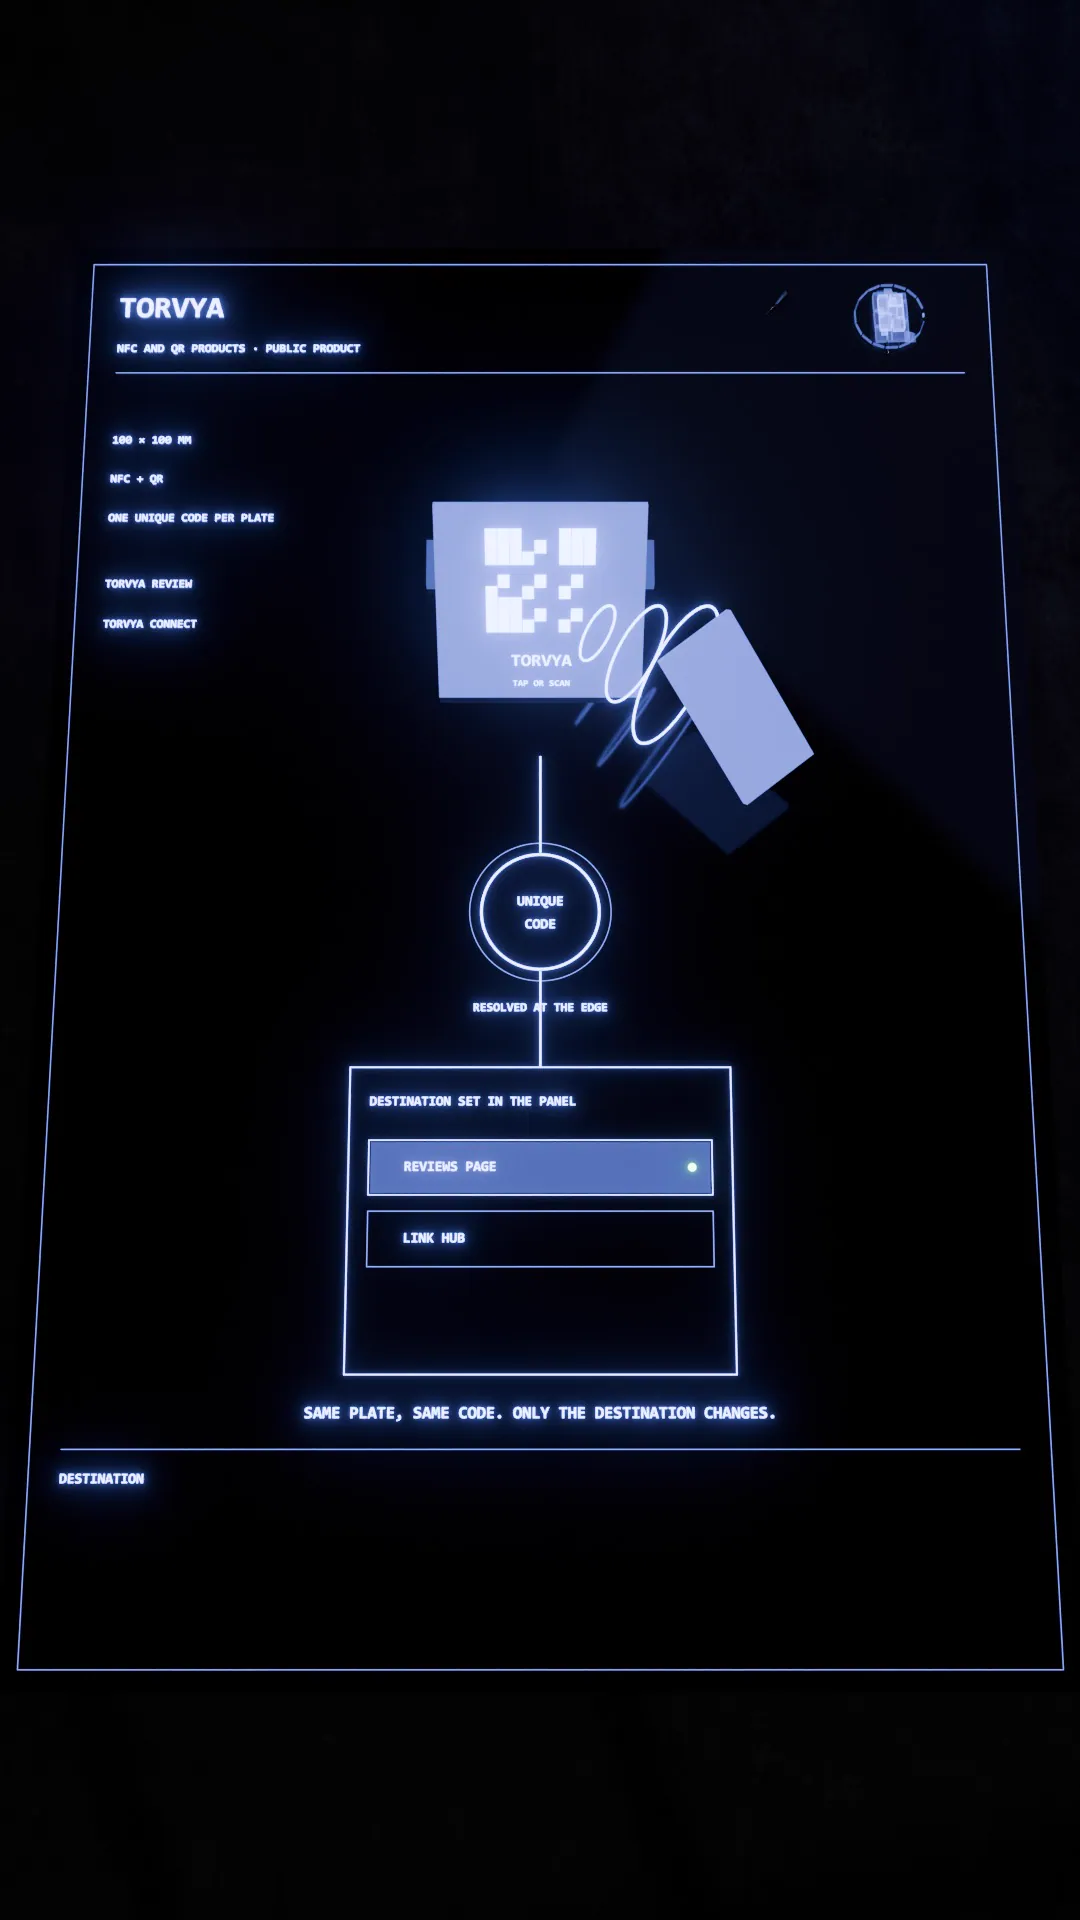 TORVYA
NFC AND QR PRODUCTS · PUBLIC PRODUCT
100 × 100 MM
NFC + QR
ONE UNIQUE CODE PER PLATE
TORVYA REVIEW
TORVYA CONNECT
TORVYA
TAP OR SCAN
UNIQUE
CODE
RESOLVED AT THE EDGE
DESTINATION SET IN THE PANEL
REVIEWS PAGE
LINK HUB
SAME PLATE, SAME CODE. ONLY THE DESTINATION CHANGES.
DESTINATION